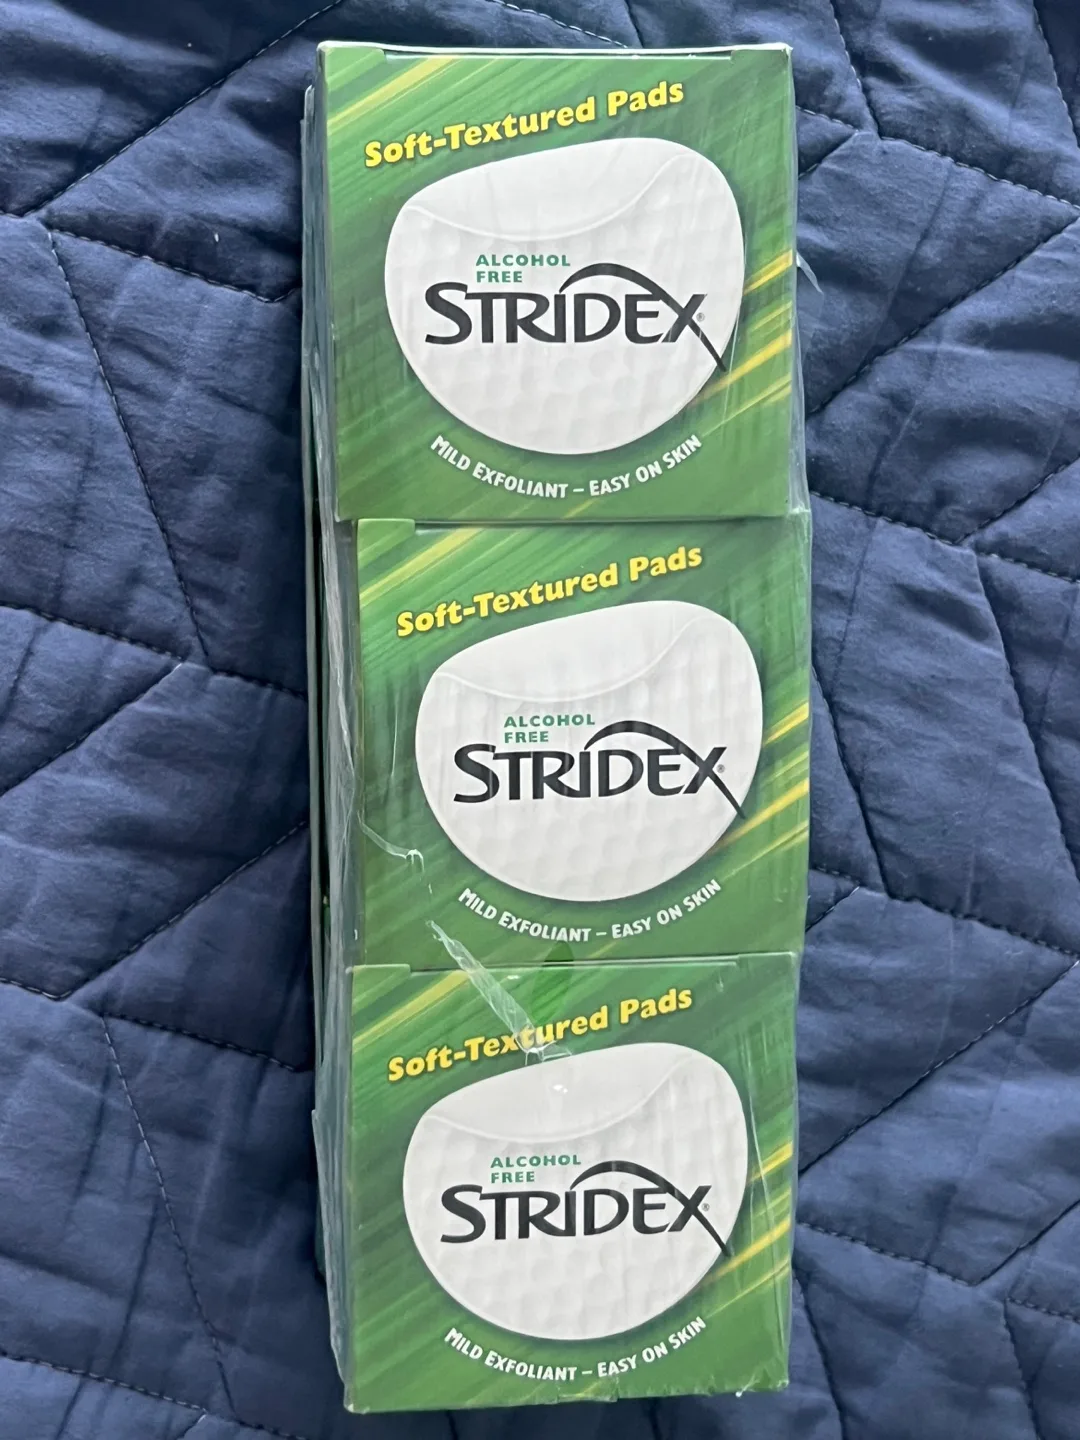 Soft-Textured Pads
ALCOHOL
FREE
STRIDEX®
MILD EXFOLIANT – EASY ON SKIN
Soft-Textured Pads
ALCOHOL
FREE
STRIDEX®
MILD EXFOLIANT – EASY ON SKIN
Soft-Textured Pads
ALCOHOL
FREE
STRIDEX®
MILD EXFOLIANT – EASY ON SKIN